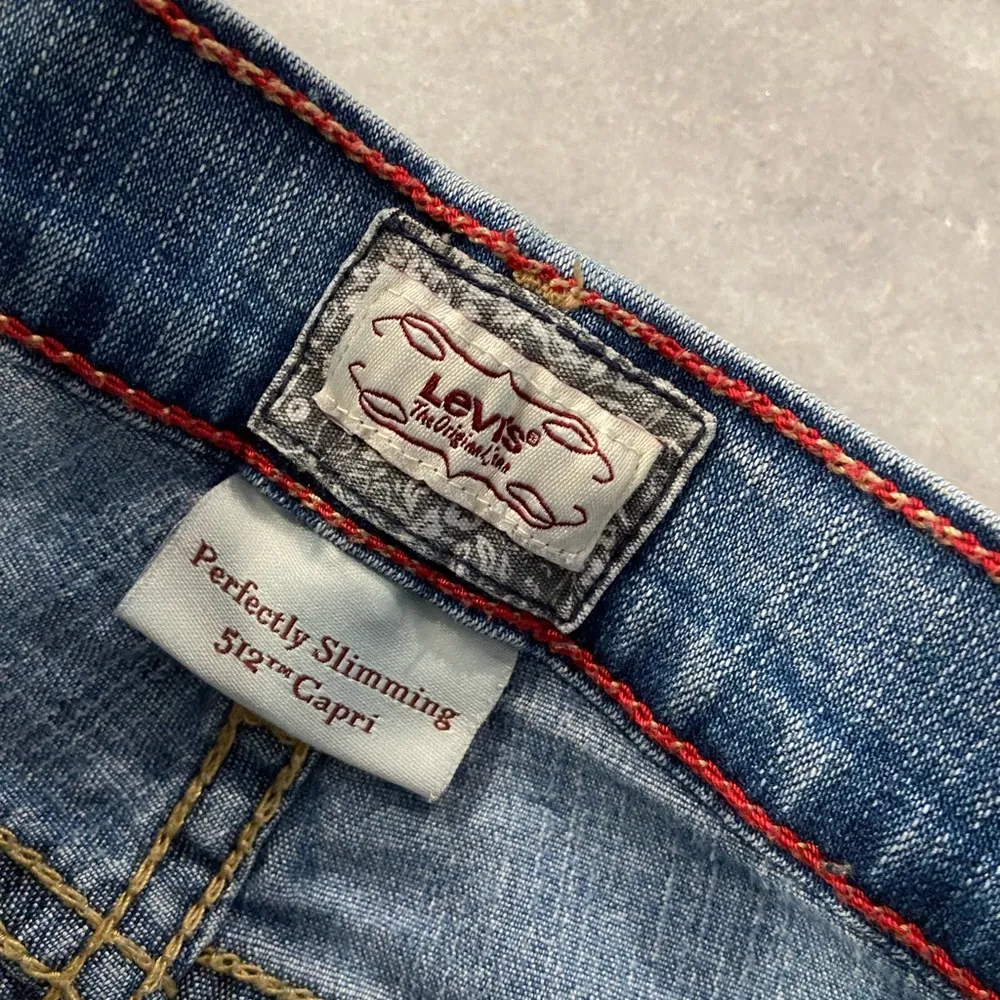 Levi's®
The Original Jean
Perfectly Slimming
512™ Capri